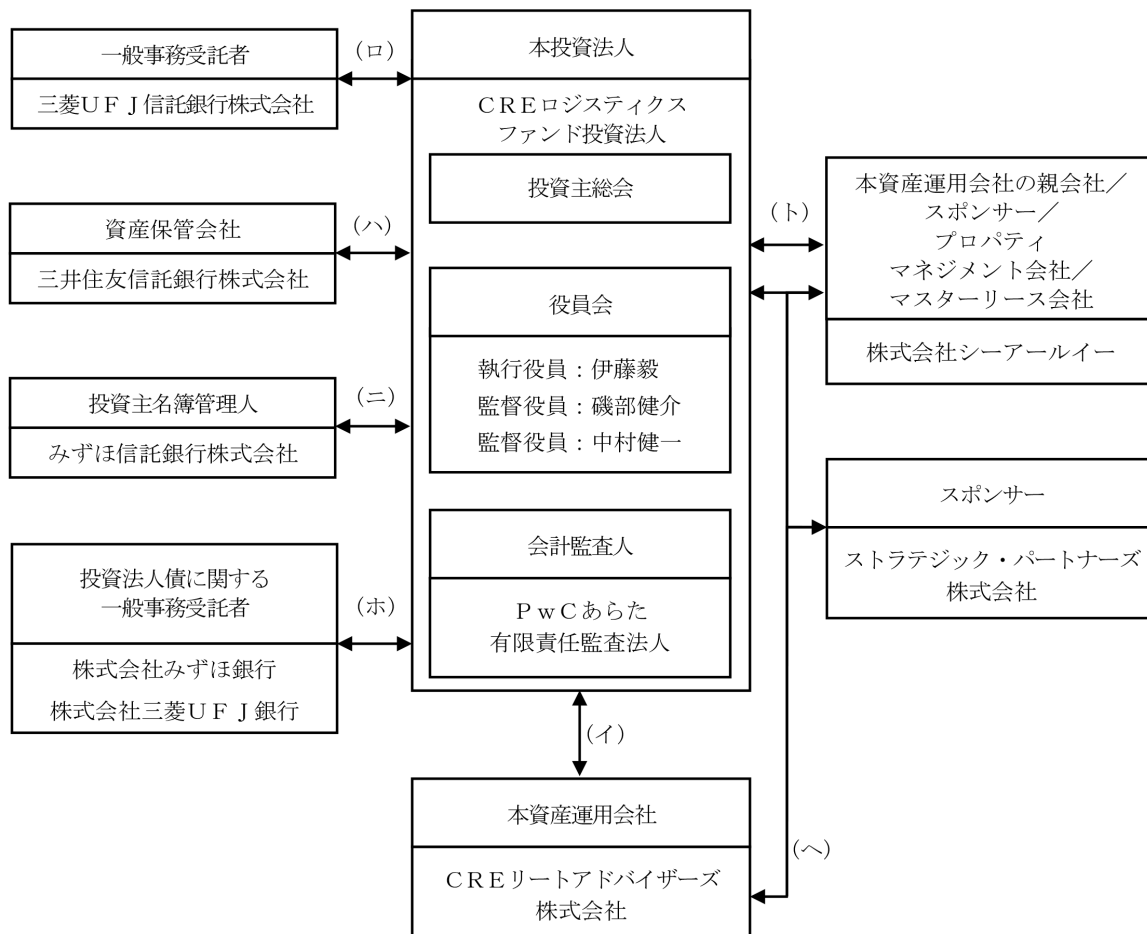 一般事務受託者
三菱ＵＦＪ信託銀行株式会社
（ロ）
資産保管会社
三井住友信託銀行株式会社
（ハ）
投資主名簿管理人
みずほ信託銀行株式会社
（ニ）
投資法人債に関する
一般事務受託者
株式会社みずほ銀行
株式会社三菱ＵＦＪ銀行
（ホ）
本投資法人
ＣＲＥロジスティクス
ファンド投資法人
投資主総会
役員会
執行役員：伊藤毅
監督役員：磯部健介
監督役員：中村健一
会計監査人
ＰｗＣあらた
有限責任監査法人
（イ）
本資産運用会社
ＣＲＥリートアドバイザーズ
株式会社
（ト）
本資産運用会社の親会社／
スポンサー／
プロパティ
マネジメント会社／
マスターリース会社
株式会社シーアールイー
スポンサー
ストラテジック・パートナーズ
株式会社
（ヘ）